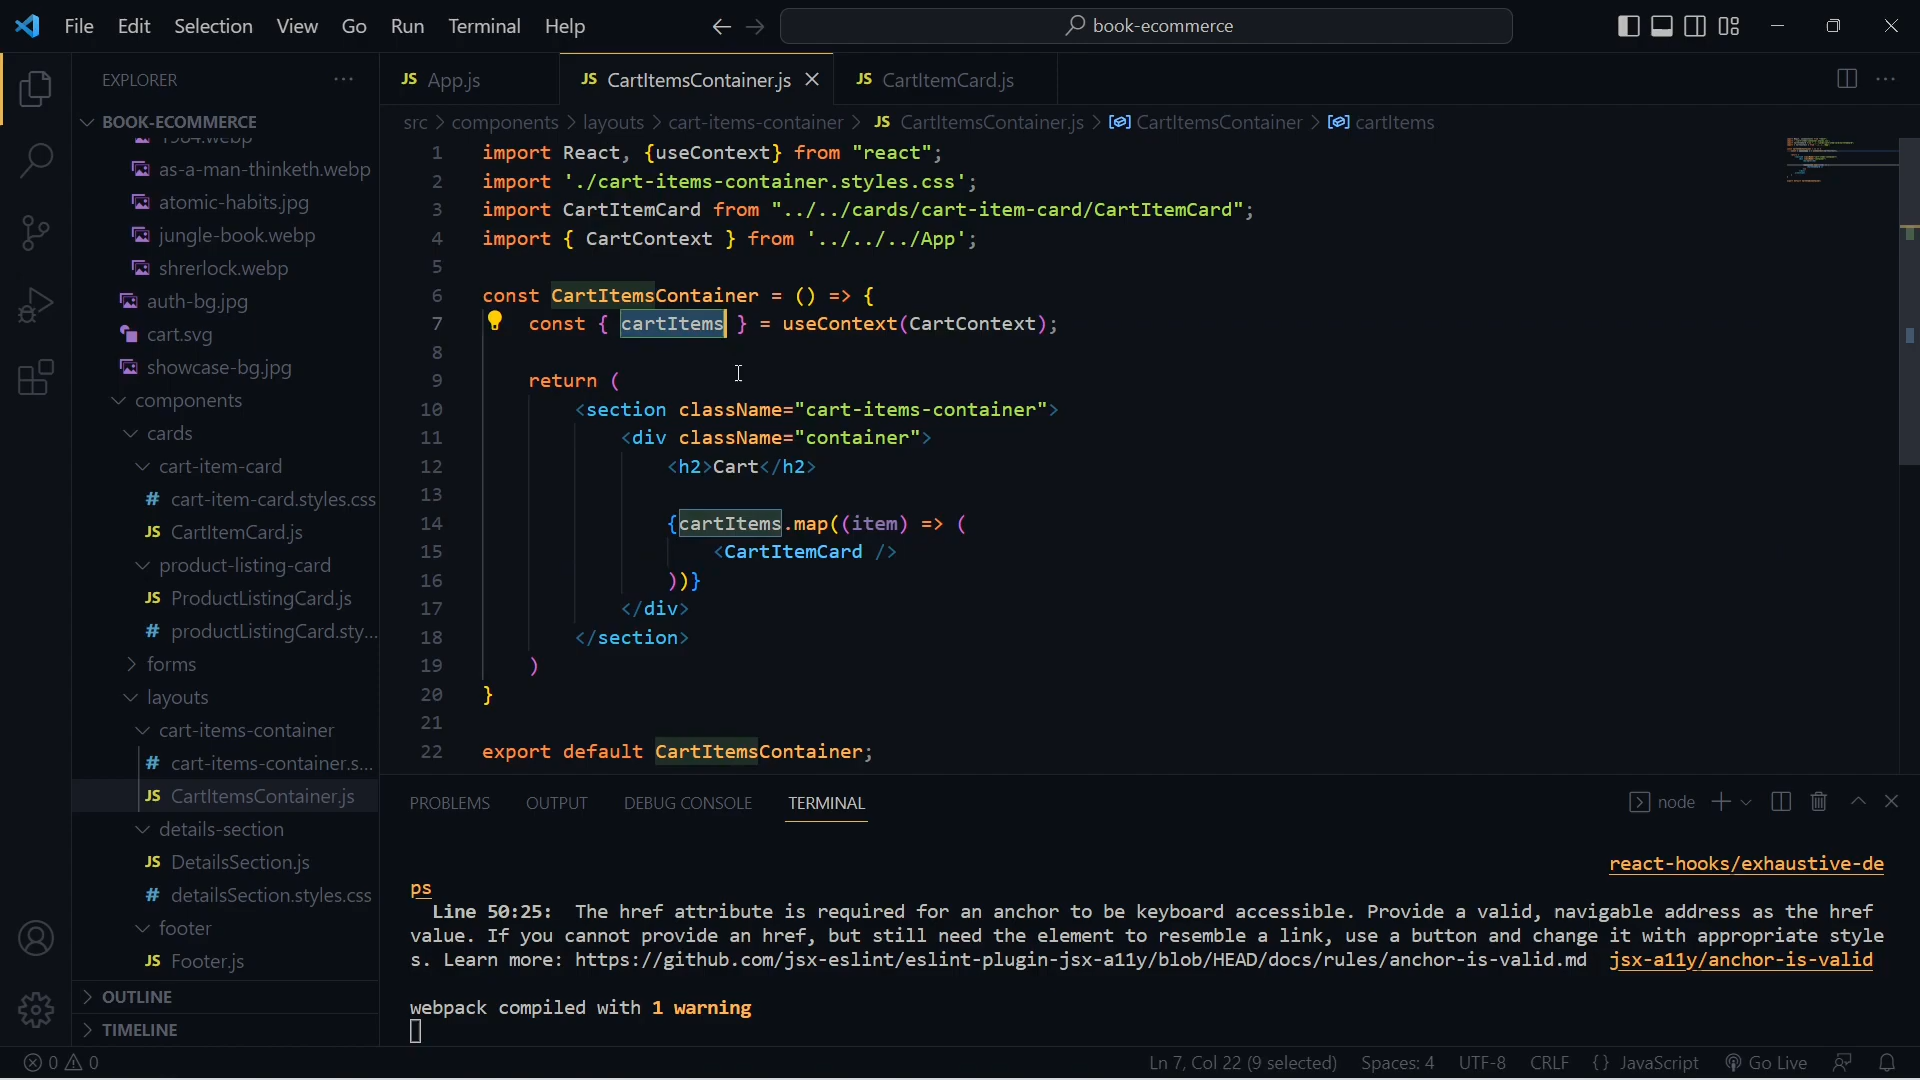 File Edit Selection View Go Run Terminal Help
book-ecommerce
EXPLORER
BOOK-ECOMMERCE
1984.webp
as-a-man-thinketh.webp
atomic-habits.jpg
jungle-book.webp
shrerlock.webp
auth-bg.jpg
cart.svg
showcase-bg.jpg
components
cards
cart-item-card
# cart-item-card.styles.css
JS CartItemCard.js
product-listing-card
JS ProductListingCard.js
# productListingCard.sty...
forms
layouts
cart-items-container
# cart-items-container.s...
JS CartItemsContainer.js
details-section
JS DetailsSection.js
# detailsSection.styles.css
footer
JS Footer.js
OUTLINE
TIMELINE
JS App.js JS CartItemsContainer.js JS CartItemCard.js
src > components > layouts > cart-items-container > JS CartItemsContainer.js > CartItemsContainer > cartItems
1 import React, {useContext} from "react";
2 import './cart-items-container.styles.css';
3 import CartItemCard from "../../cards/cart-item-card/CartItemCard";
4 import { CartContext } from '../../../App';
5
6 const CartItemsContainer = () => {
7 const { cartItems } = useContext(CartContext);
8
9 return (
10 <section className="cart-items-container">
11 <div className="container">
12 <h2>Cart</h2>
13
14 {cartItems.map((item) => (
15 <CartItemCard />
16 ))}
17 </div>
18 </section>
19 )
20 }
21
22 export default CartItemsContainer;
PROBLEMS OUTPUT DEBUG CONSOLE TERMINAL
node
react-hooks/exhaustive-de
ps
Line 50:25: The href attribute is required for an anchor to be keyboard accessible. Provide a valid, navigable address as the href
value. If you cannot provide an href, but still need the element to resemble a link, use a button and change it with appropriate style
s. Learn more: https://github.com/jsx-eslint/eslint-plugin-jsx-a11y/blob/HEAD/docs/rules/anchor-is-valid.md jsx-a11y/anchor-is-valid
webpack compiled with 1 warning
0 0
Ln 7, Col 22 (9 selected) Spaces: 4 UTF-8 CRLF {} JavaScript Go Live